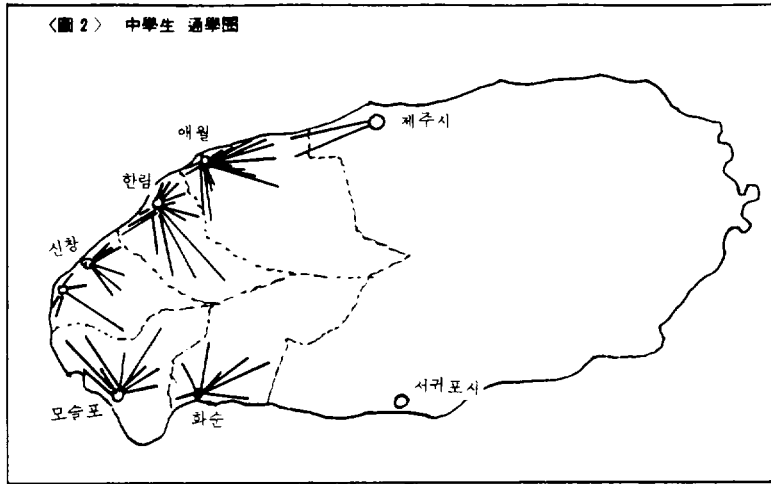 〈圖 2〉 中學生 通學圈
제주시
애월
한림
신창
모슬포
화순
서귀포시